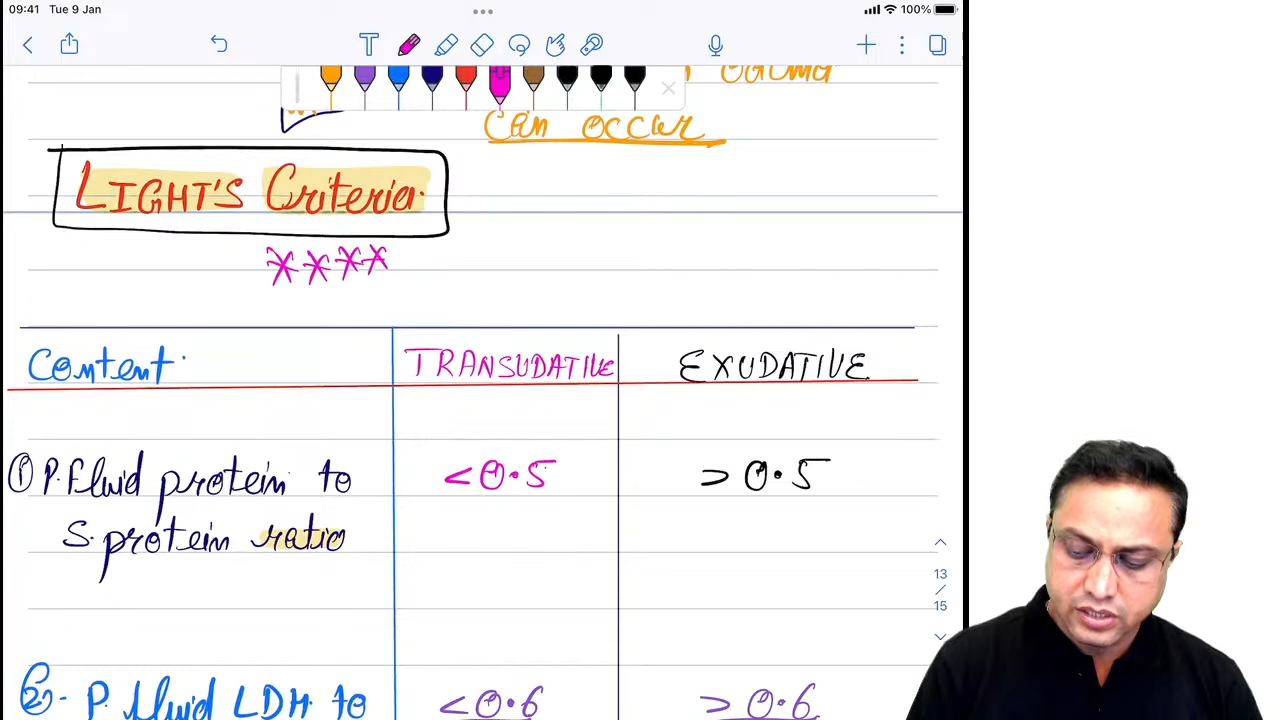 09:41 Tue 9 Jan
100%
T
Can occur
LIGHT'S Criteria
****
Content TRANSUDATIVE EXUDATIVE
① P. Fluid protein to <0.5 >0.5
S. protein ratio
13
/
15
②. P. fluid LDH to <0.6 >0.6